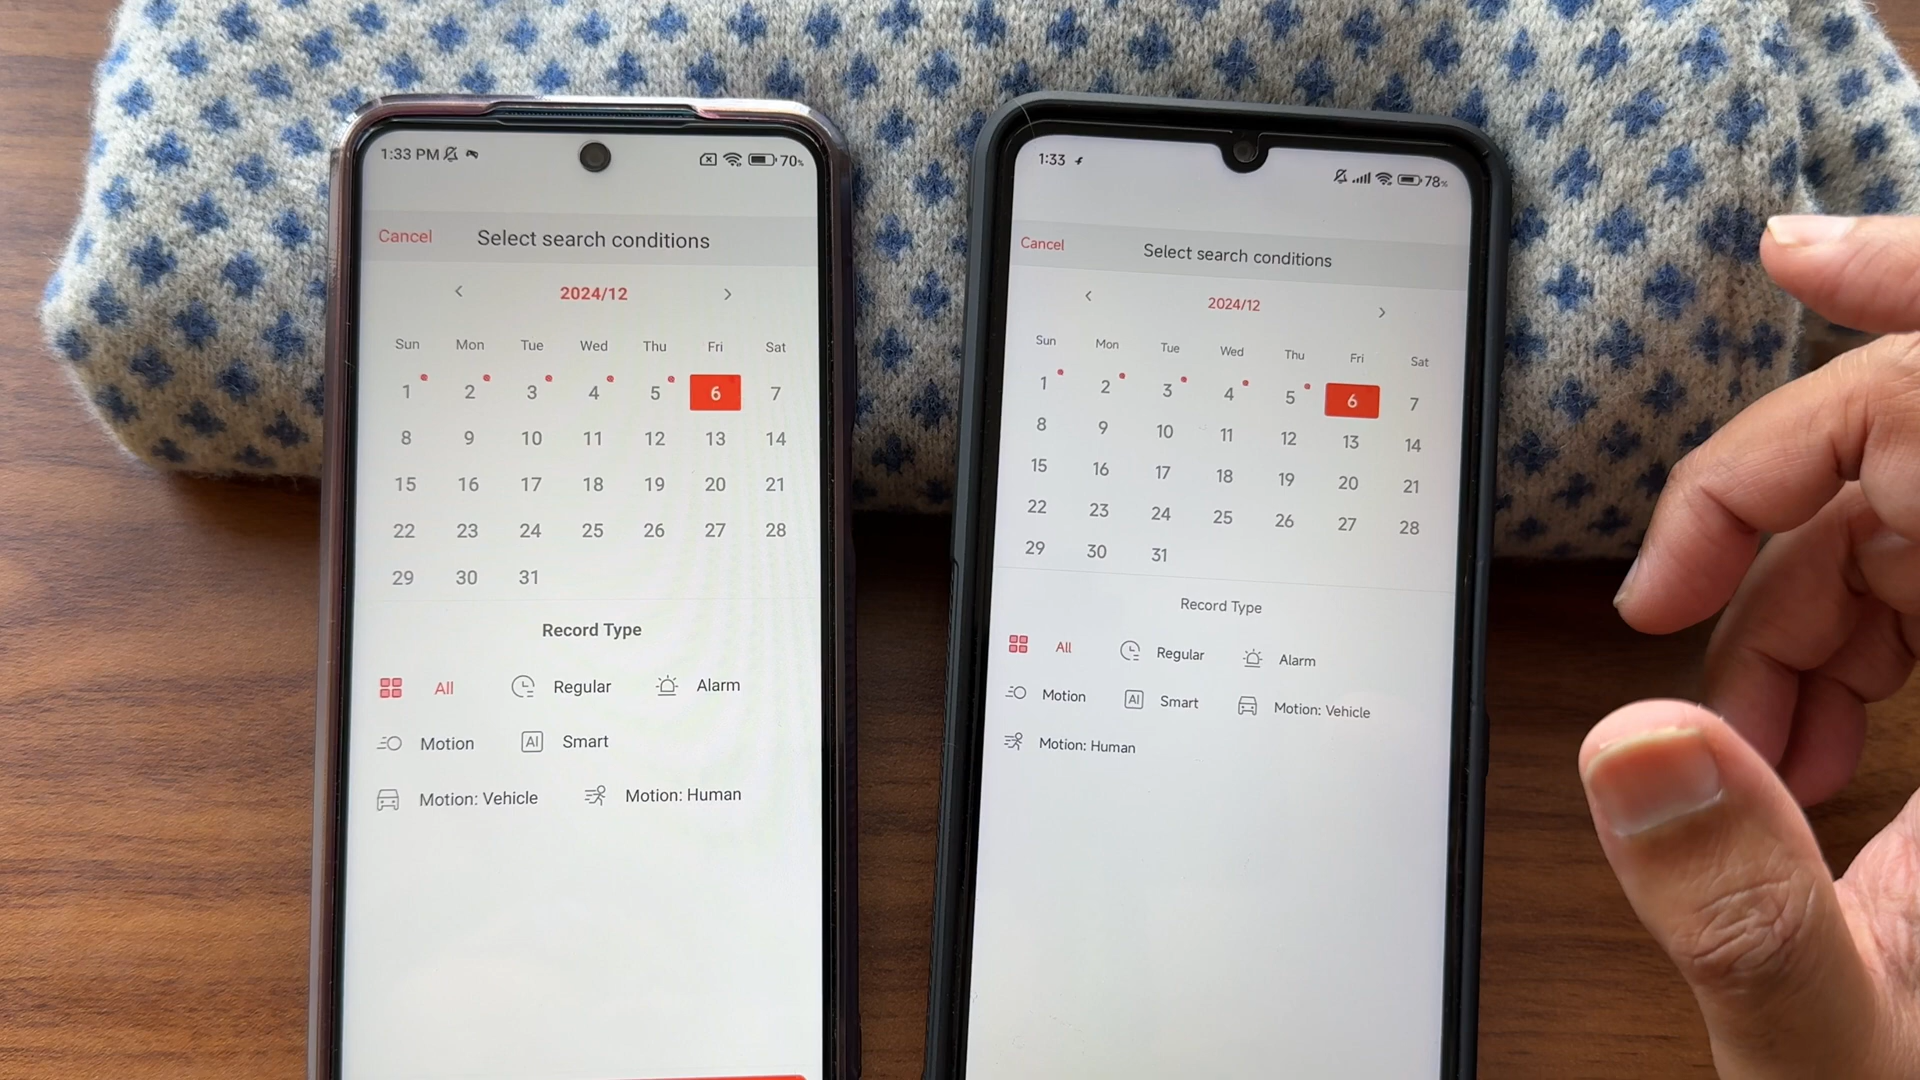 1:33 PM
70%
Cancel
Select search conditions
2024/12
Sun Mon Tue Wed Thu Fri Sat
1 2 3 4 5 6 7
8 9 10 11 12 13 14
15 16 17 18 19 20 21
22 23 24 25 26 27 28
29 30 31
Record Type
All Regular Alarm
Motion AI Smart
Motion: Vehicle Motion: Human
1:33
78%
Cancel
Select search conditions
2024/12
Sun Mon Tue Wed Thu Fri Sat
1 2 3 4 5 6 7
8 9 10 11 12 13 14
15 16 17 18 19 20 21
22 23 24 25 26 27 28
29 30 31
Record Type
All Regular Alarm
Motion AI Smart Motion: Vehicle
Motion: Human